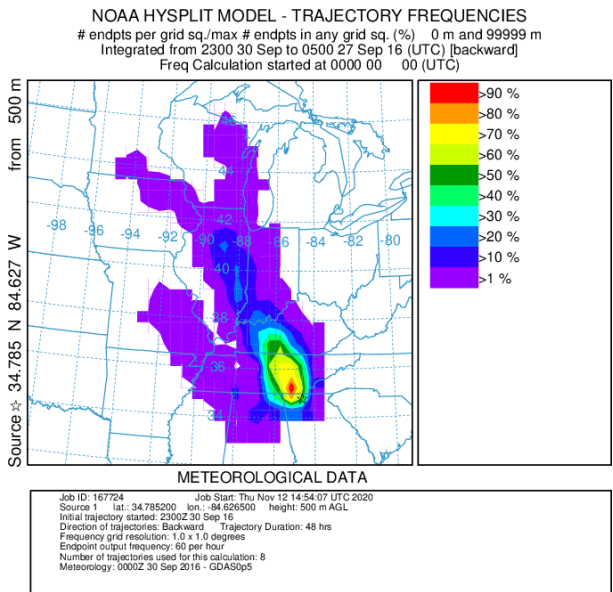 NOAA HYSPLIT MODEL - TRAJECTORY FREQUENCIES
# endpts per grid sq./max # endpts in any grid sq. (%) 0 m and 99999 m
Integrated from 2300 30 Sep to 0500 27 Sep 16 (UTC) [backward]
Freq Calculation started at 0000 00 00 (UTC)
Source ☆ 34.785 N 84.627 W from 500 m
44
42
-98
-96
-94
-92
-90
-88
-86
-84
-82
-80
40
38
36
34
>90 %
>80 %
>70 %
>60 %
>50 %
>40 %
>30 %
>20 %
>10 %
>1 %
METEOROLOGICAL DATA
Job ID: 167724 Job Start: Thu Nov 12 14:54:07 UTC 2020
Source 1 lat.: 34.785200 lon.: -84.626500 height: 500 m AGL
Initial trajectory started: 2300Z 30 Sep 16
Direction of trajectories: Backward Trajectory Duration: 48 hrs
Frequency grid resolution: 1.0 x 1.0 degrees
Endpoint output frequency: 60 per hour
Number of trajectories used for this calculation: 8
Meteorology: 0000Z 30 Sep 2016 - GDAS0p5